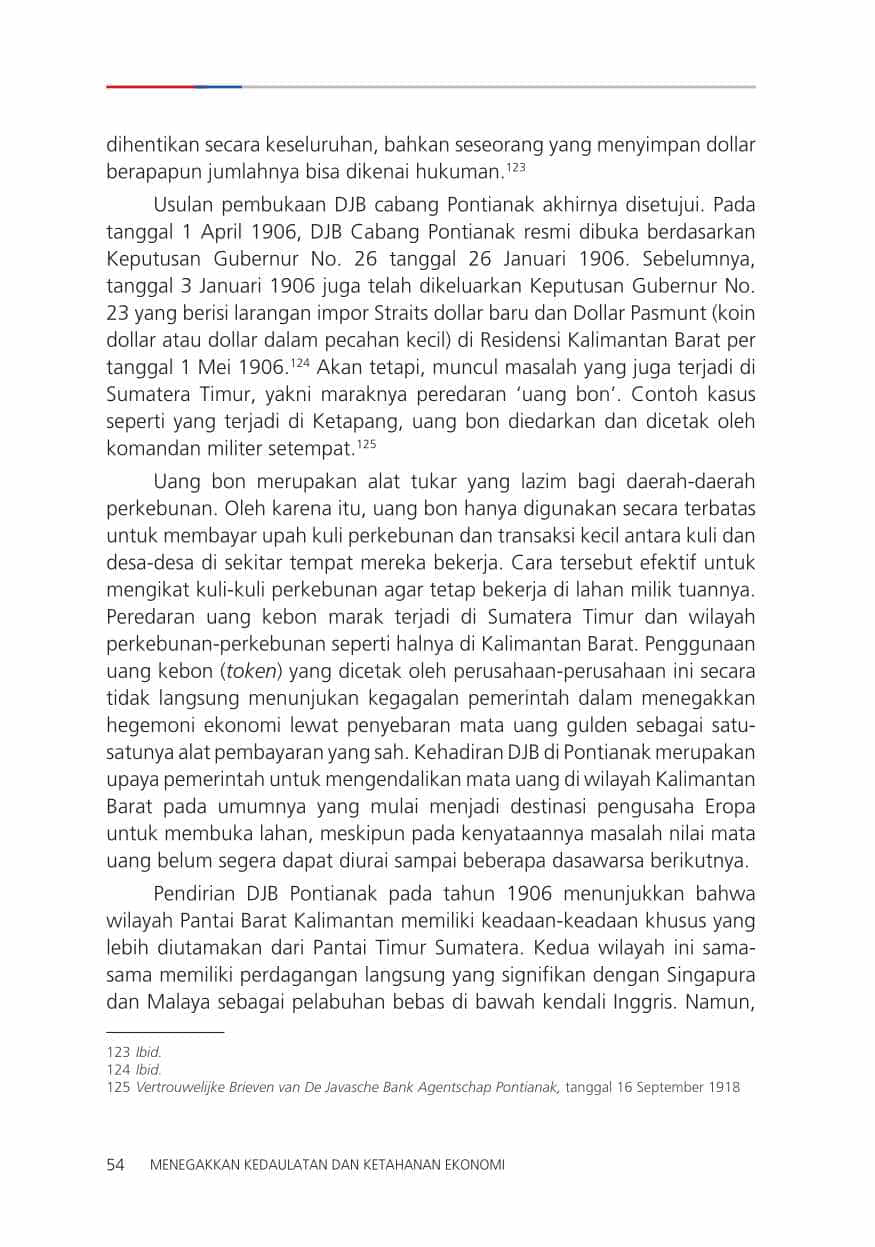 dihentikan secara keseluruhan, bahkan seseorang yang menyimpan dollar
berapapun jumlahnya bisa dikenai hukuman.¹²³
Usulan pembukaan DJB cabang Pontianak akhirnya disetujui. Pada
tanggal 1 April 1906, DJB Cabang Pontianak resmi dibuka berdasarkan
Keputusan Gubernur No. 26 tanggal 26 Januari 1906. Sebelumnya,
tanggal 3 Januari 1906 juga telah dikeluarkan Keputusan Gubernur No.
23 yang berisi larangan impor Straits dollar baru dan Dollar Pasmunt (koin
dollar atau dollar dalam pecahan kecil) di Residensi Kalimantan Barat per
tanggal 1 Mei 1906.¹²⁴ Akan tetapi, muncul masalah yang juga terjadi di
Sumatera Timur, yakni maraknya peredaran ‘uang bon’. Contoh kasus
seperti yang terjadi di Ketapang, uang bon diedarkan dan dicetak oleh
komandan militer setempat.¹²⁵
Uang bon merupakan alat tukar yang lazim bagi daerah-daerah
perkebunan. Oleh karena itu, uang bon hanya digunakan secara terbatas
untuk membayar upah kuli perkebunan dan transaksi kecil antara kuli dan
desa-desa di sekitar tempat mereka bekerja. Cara tersebut efektif untuk
mengikat kuli-kuli perkebunan agar tetap bekerja di lahan milik tuannya.
Peredaran uang kebon marak terjadi di Sumatera Timur dan wilayah
perkebunan-perkebunan seperti halnya di Kalimantan Barat. Penggunaan
uang kebon (token) yang dicetak oleh perusahaan-perusahaan ini secara
tidak langsung menunjukan kegagalan pemerintah dalam menegakkan
hegemoni ekonomi lewat penyebaran mata uang gulden sebagai satu-
satunya alat pembayaran yang sah. Kehadiran DJB di Pontianak merupakan
upaya pemerintah untuk mengendalikan mata uang di wilayah Kalimantan
Barat pada umumnya yang mulai menjadi destinasi pengusaha Eropa
untuk membuka lahan, meskipun pada kenyataannya masalah nilai mata
uang belum segera dapat diurai sampai beberapa dasawarsa berikutnya.
Pendirian DJB Pontianak pada tahun 1906 menunjukkan bahwa
wilayah Pantai Barat Kalimantan memiliki keadaan-keadaan khusus yang
lebih diutamakan dari Pantai Timur Sumatera. Kedua wilayah ini sama-
sama memiliki perdagangan langsung yang signifikan dengan Singapura
dan Malaya sebagai pelabuhan bebas di bawah kendali Inggris. Namun,
123 Ibid.
124 Ibid.
125 Vertrouwelijke Brieven van De Javasche Bank Agentschap Pontianak, tanggal 16 September 1918
54 MENEGAKKAN KEDAULATAN DAN KETAHANAN EKONOMI